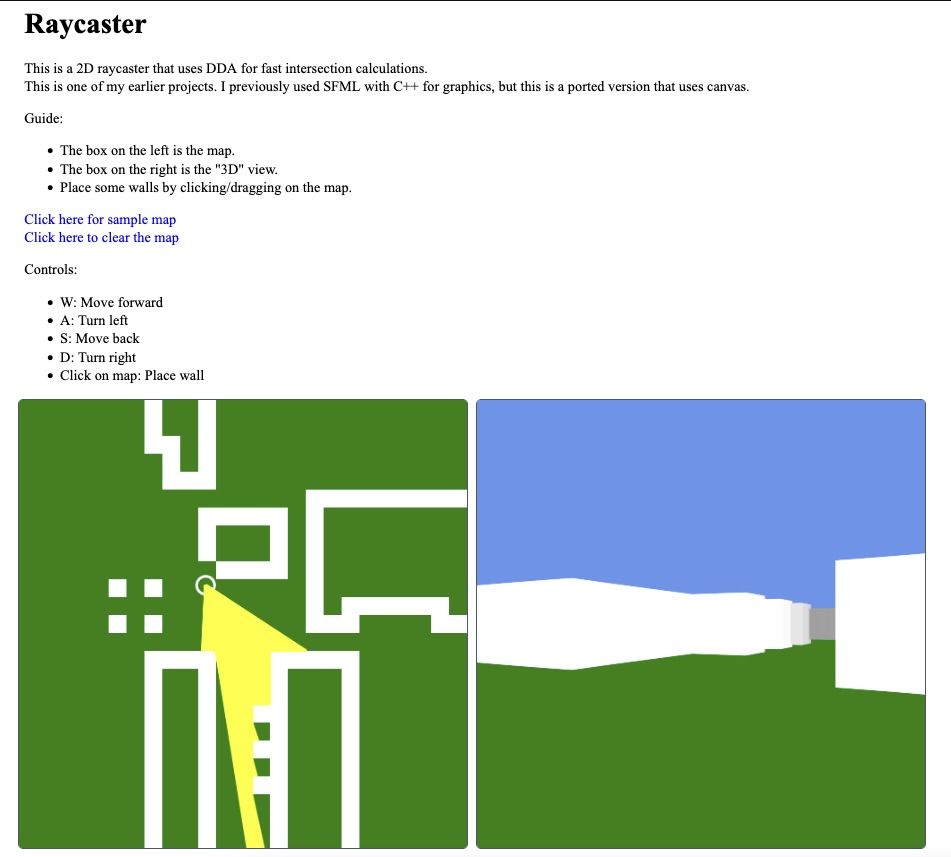 Raycaster
This is a 2D raycaster that uses DDA for fast intersection calculations.
This is one of my earlier projects. I previously used SFML with C++ for graphics, but this is a ported version that uses canvas.
Guide:
The box on the left is the map.
The box on the right is the "3D" view.
Place some walls by clicking/dragging on the map.
Click here for sample map
Click here to clear the map
Controls:
W: Move forward
A: Turn left
S: Move back
D: Turn right
Click on map: Place wall